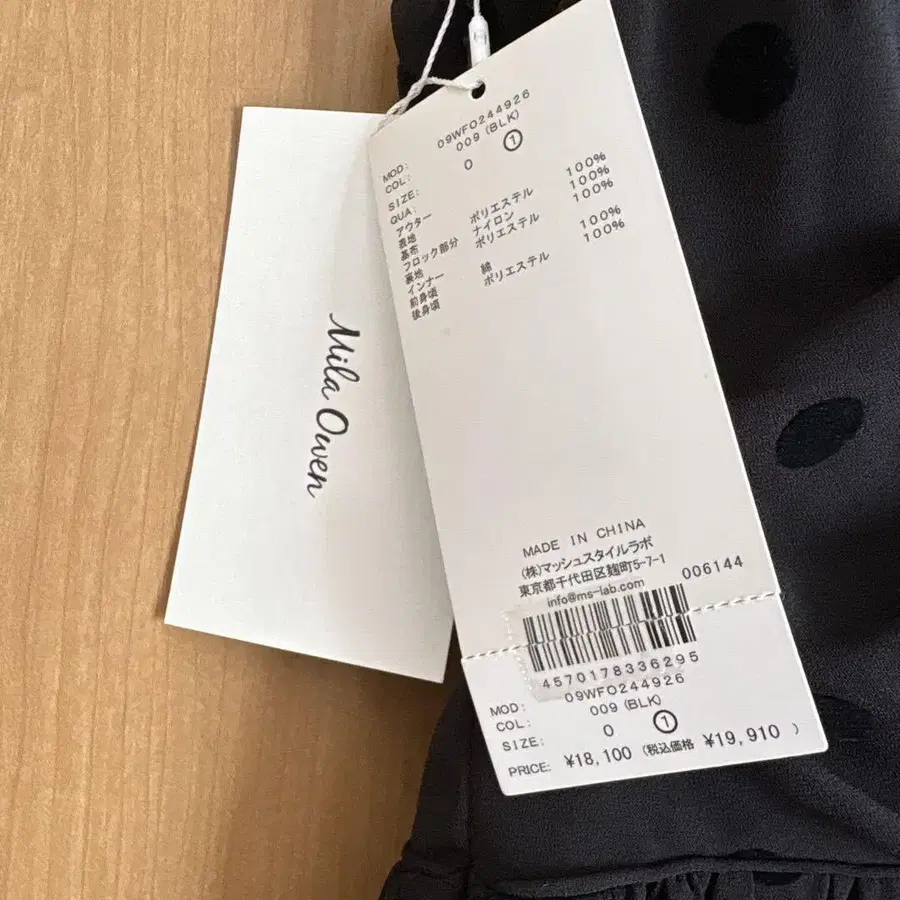 Mila Owen
MOD: 09WFO244926
COL: 009 (BLK)
SIZE: 0 ①
QUA:
アウター
表地 ポリエステル 100%
基布 ナイロン 100%
フロック部分 ポリエステル 100%
裏地
インナー
前身頃 綿 100%
後身頃 ポリエステル 100%
MADE IN CHINA
(株)マッシュスタイルラボ
東京都千代田区麹町5-7-1
info@ms-lab.com 006144
4570178336295
MOD: 09WFO244926
COL: 009 (BLK)
SIZE: 0 ①
PRICE: ¥18,100 (税込価格 ¥19,910 )